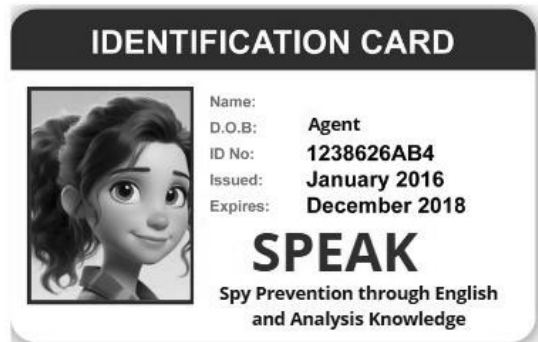 IDENTIFICATION CARD
Name:
D.O.B: Agent
ID No: 1238626AB4
Issued: January 2016
Expires: December 2018
SPEAK
Spy Prevention through English
and Analysis Knowledge